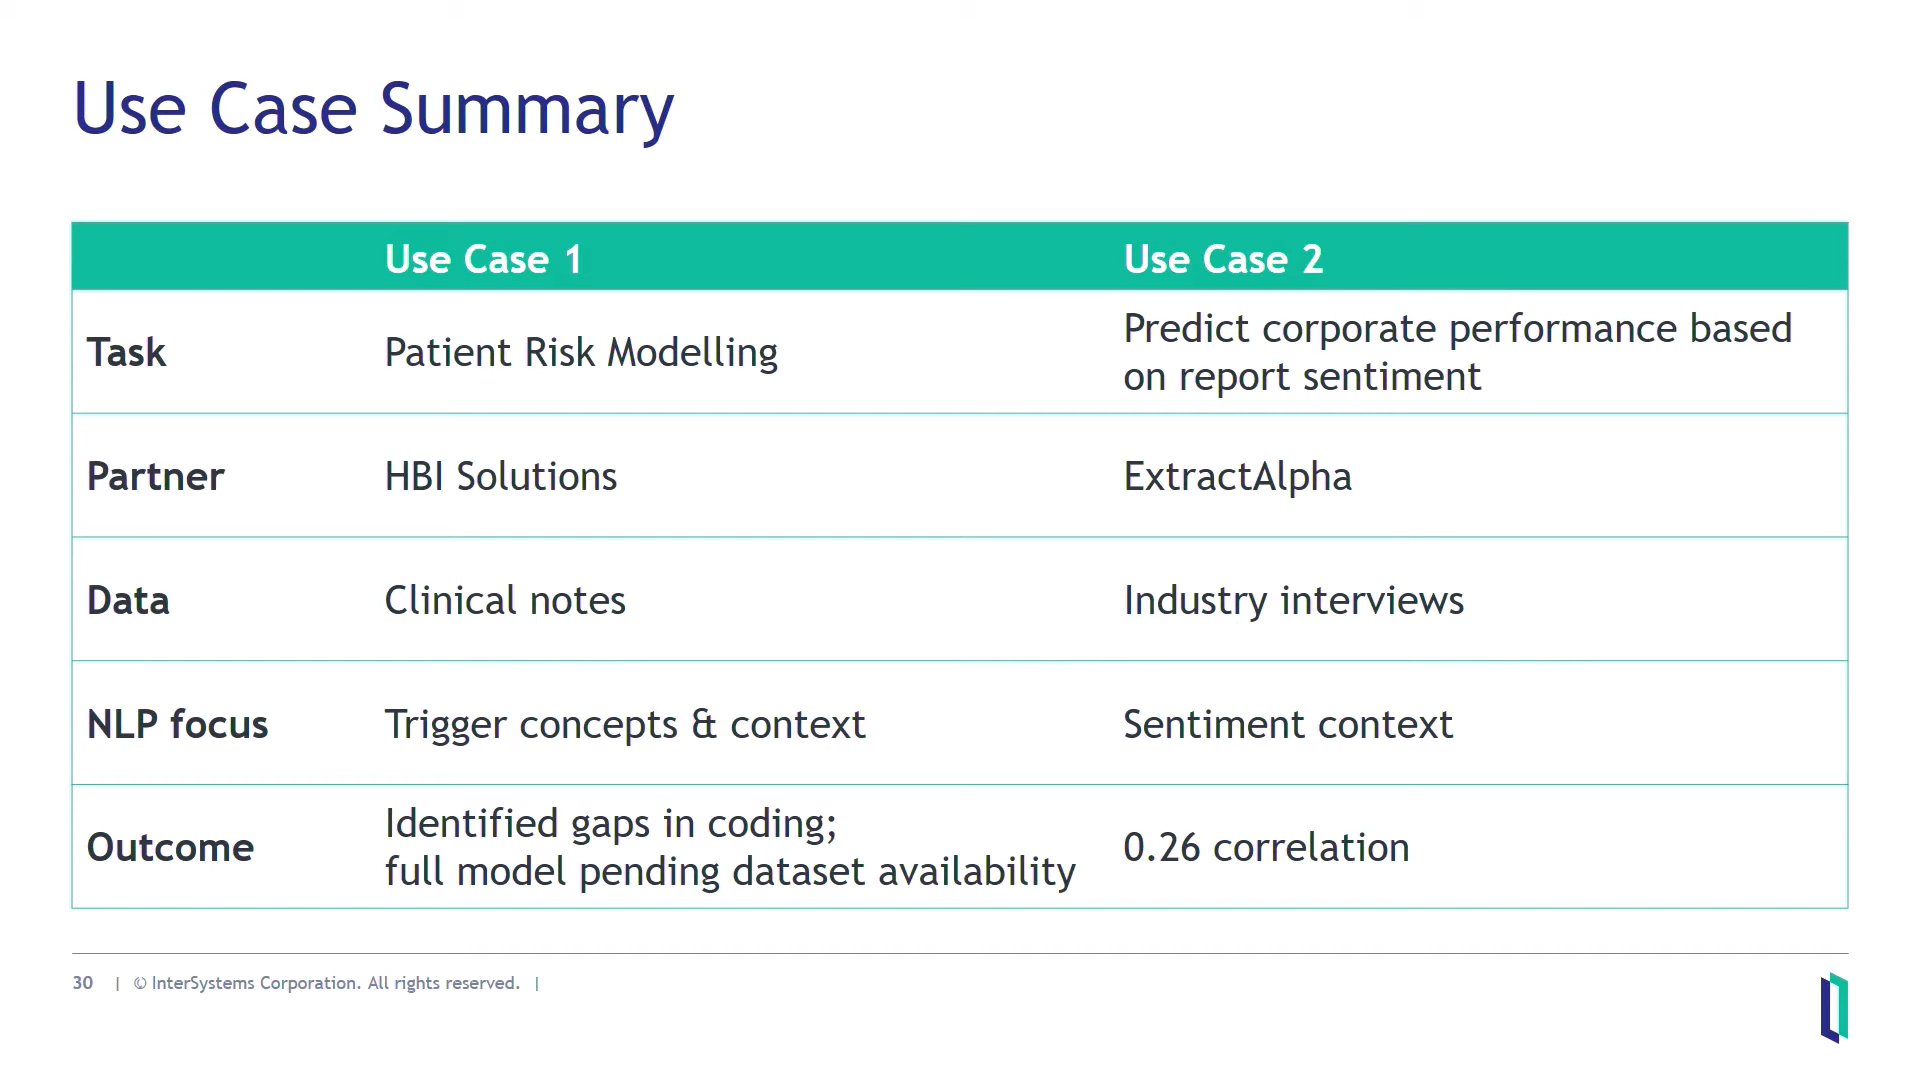 Use Case Summary
Use Case 1
Use Case 2
Task
Patient Risk Modelling
Predict corporate performance based
on report sentiment
Partner
HBI Solutions
ExtractAlpha
Data
Clinical notes
Industry interviews
NLP focus
Trigger concepts & context
Sentiment context
Outcome
Identified gaps in coding;
full model pending dataset availability
0.26 correlation
30 | © InterSystems Corporation. All rights reserved. |